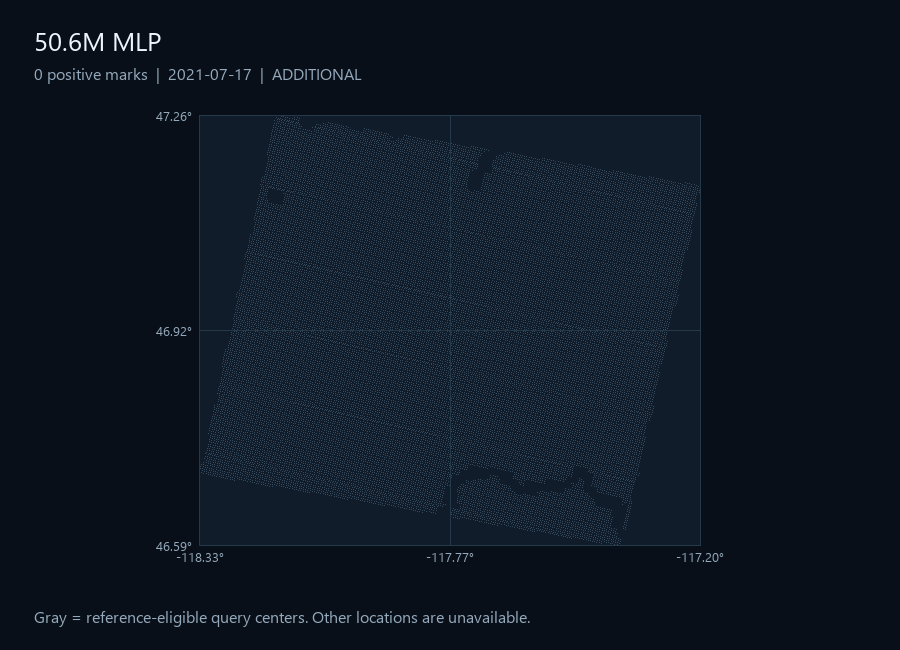 50.6M MLP
0 positive marks | 2021-07-17 | ADDITIONAL
47.26°
46.92°
46.59°
-118.33° -117.77° -117.20°
Gray = reference-eligible query centers. Other locations are unavailable.